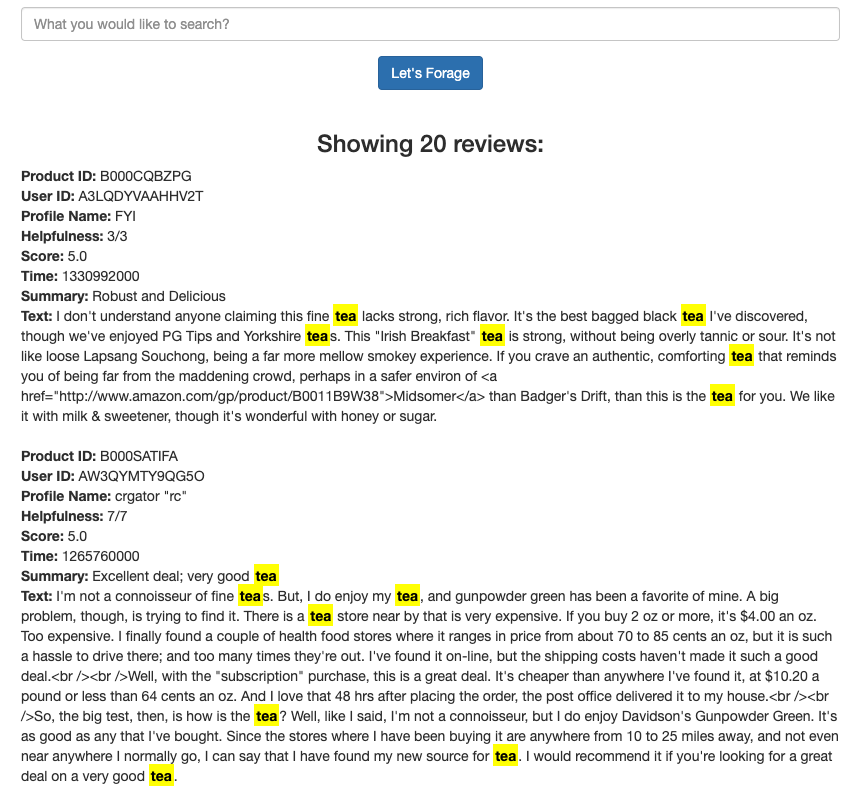 What you would like to search?
Let's Forage
Showing 20 reviews:
Product ID: B000CQBZPG
User ID: A3LQDYVAAHHV2T
Profile Name: FYI
Helpfulness: 3/3
Score: 5.0
Time: 1330992000
Summary: Robust and Delicious
Text: I don't understand anyone claiming this fine tea lacks strong, rich flavor. It's the best bagged black tea I've discovered,
though we've enjoyed PG Tips and Yorkshire teas. This "Irish Breakfast" tea is strong, without being overly tannic or sour. It's not
like loose Lapsang Souchong, being a far more mellow smokey experience. If you crave an authentic, comforting tea that reminds
you of being far from the maddening crowd, perhaps in a safer environ of <a
href="http://www.amazon.com/gp/product/B0011B9W38">Midsomer</a> than Badger's Drift, than this is the tea for you. We like
it with milk & sweetener, though it's wonderful with honey or sugar.
Product ID: B000SATIFA
User ID: AW3QYMTY9QG5O
Profile Name: crgator "rc"
Helpfulness: 7/7
Score: 5.0
Time: 1265760000
Summary: Excellent deal; very good tea
Text: I'm not a connoisseur of fine teas. But, I do enjoy my tea, and gunpowder green has been a favorite of mine. A big
problem, though, is trying to find it. There is a tea store near by that is very expensive. If you buy 2 oz or more, it's $4.00 an oz.
Too expensive. I finally found a couple of health food stores where it ranges in price from about 70 to 85 cents an oz, but it is such
a hassle to drive there; and too many times they're out. I've found it on-line, but the shipping costs haven't made it such a good
deal.<br /><br />Well, with the "subscription" purchase, this is a great deal. It's cheaper than anywhere I've found it, at $10.20 a
pound or less than 64 cents an oz. And I love that 48 hrs after placing the order, the post office delivered it to my house.<br /><br
/>So, the big test, then, is how is the tea? Well, like I said, I'm not a connoisseur, but I do enjoy Davidson's Gunpowder Green. It's
as good as any that I've bought. Since the stores where I have been buying it are anywhere from 10 to 25 miles away, and not even
near anywhere I normally go, I can say that I have found my new source for tea. I would recommend it if you're looking for a great
deal on a very good tea.